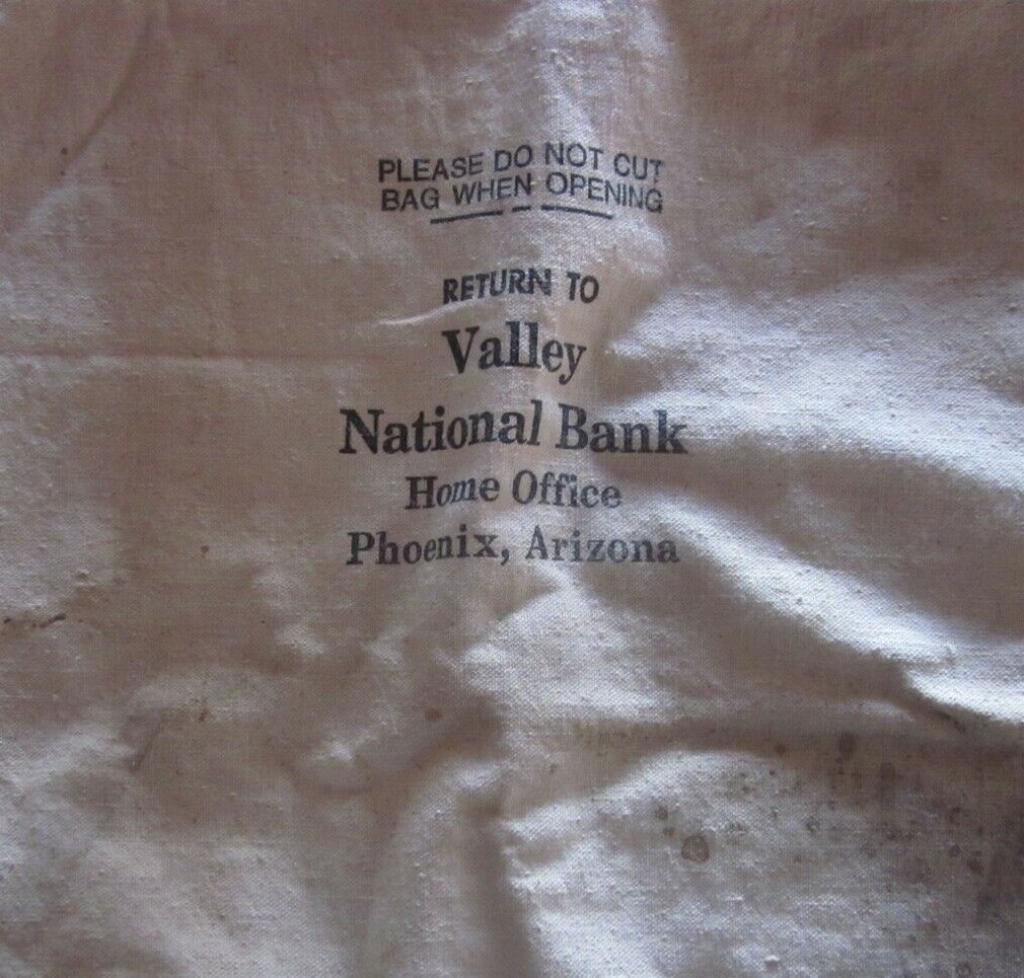 PLEASE DO NOT CUT
BAG WHEN OPENING
RETURN TO
Valley
National Bank
Home Office
Phoenix, Arizona